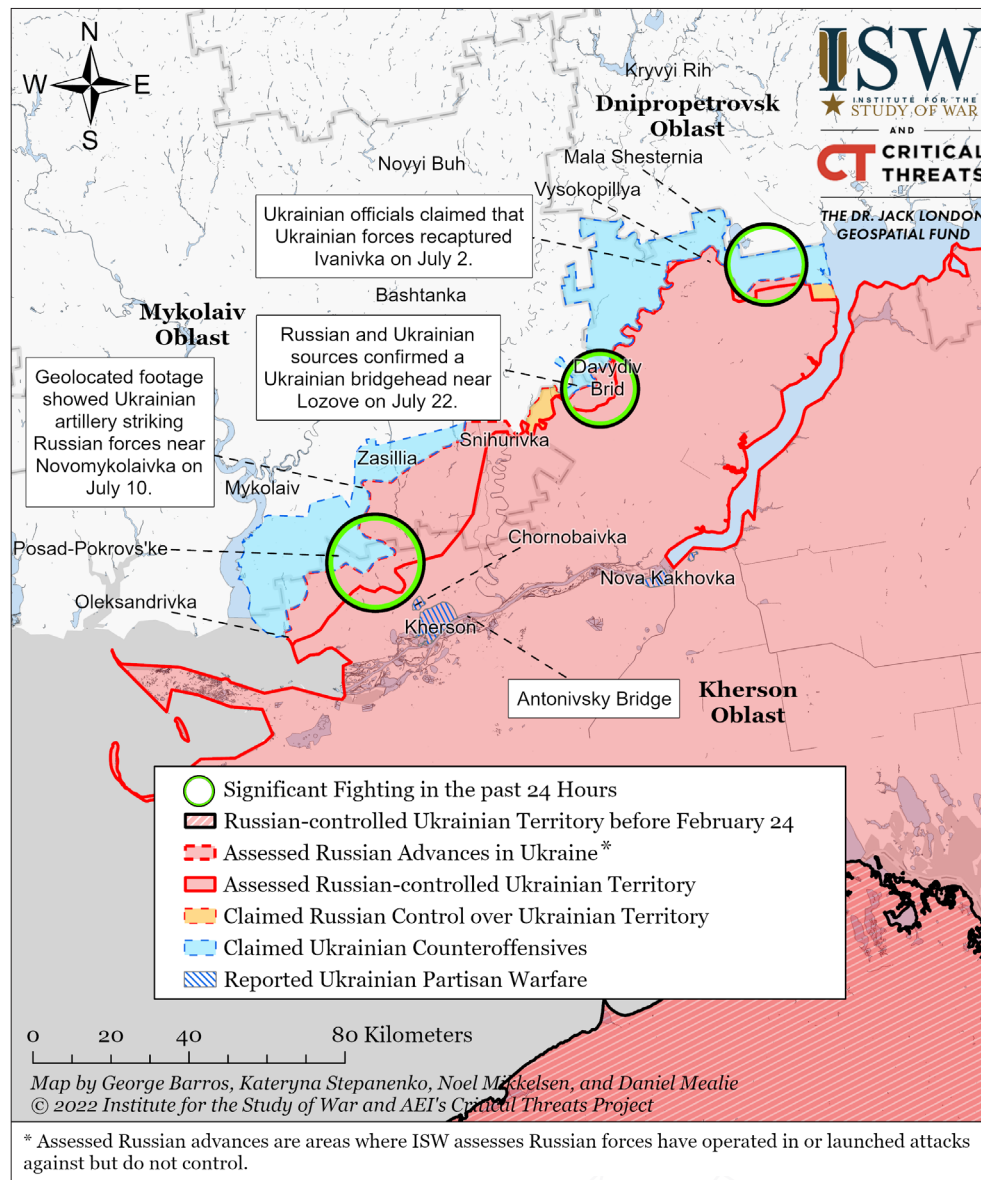 N
W E
S
ISW
INSTITUTE FOR THE
STUDY OF WAR
AND
CT CRITICAL
THREATS
THE DR. JACK LONDON
GEOSPATIAL FUND
Kryvyi Rih
Dnipropetrovsk
Oblast
Novyi Buh
Mala Shesternia
Vysokopillya
Ukrainian officials claimed that
Ukrainian forces recaptured
Ivanivka on July 2.
Bashtanka
Mykolaiv
Oblast
Russian and Ukrainian
sources confirmed a
Ukrainian bridgehead near
Lozove on July 22.
Davydiv
Brid
Geolocated footage
showed Ukrainian
artillery striking
Russian forces near
Novomykolaivka on
July 10.
Snihurivka
Zasillia
Mykolaiv
Chornobaivka
Posad-Pokrovs'ke
Nova Kakhovka
Oleksandrivka
Kherson
Antonivsky Bridge
Kherson
Oblast
Significant Fighting in the past 24 Hours
Russian-controlled Ukrainian Territory before February 24
Assessed Russian Advances in Ukraine*
Assessed Russian-controlled Ukrainian Territory
Claimed Russian Control over Ukrainian Territory
Claimed Ukrainian Counteroffensives
Reported Ukrainian Partisan Warfare
0 20 40 80 Kilometers
Map by George Barros, Kateryna Stepanenko, Noel Mikkelsen, and Daniel Mealie
© 2022 Institute for the Study of War and AEI's Critical Threats Project
* Assessed Russian advances are areas where ISW assesses Russian forces have operated in or launched attacks
against but do not control.